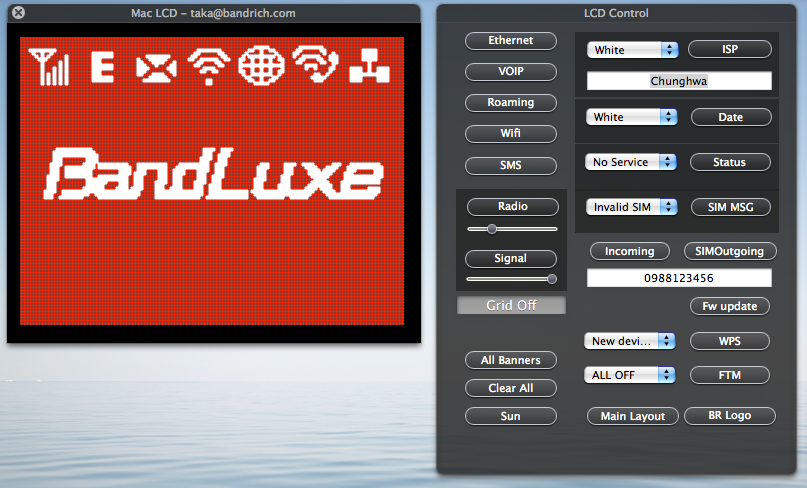 Mac LCD – taka@bandrich.com
E
BandLuxe
LCD Control
Ethernet
VOIP
Roaming
Wifi
SMS
Radio
Signal
Grid Off
All Banners
Clear All
Sun
White
ISP
Chunghwa
White
Date
No Service
Status
Invalid SIM
SIM MSG
Incoming
SIMOutgoing
0988123456
Fw update
New devi...
WPS
ALL OFF
FTM
Main Layout
BR Logo